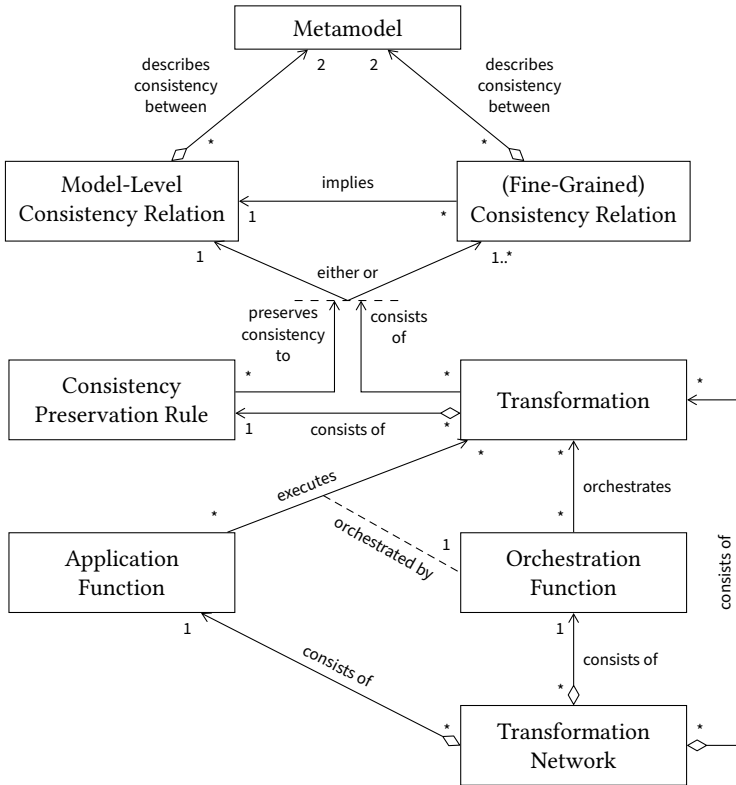 Metamodel
describes
consistency
between
2
2
describes
consistency
between
*
*
Model-Level
Consistency Relation
implies
(Fine-Grained)
Consistency Relation
1
*
1
either or
1..*
preserves
consistency
to
consists
of
Consistency
Preservation Rule
*
*
Transformation
*
1
consists of
*
executes
*
*
orchestrates
*
*
orchestrated by
1
Application
Function
Orchestration
Function
consists of
1
1
consists of
consists of
*
*
*
Transformation
Network